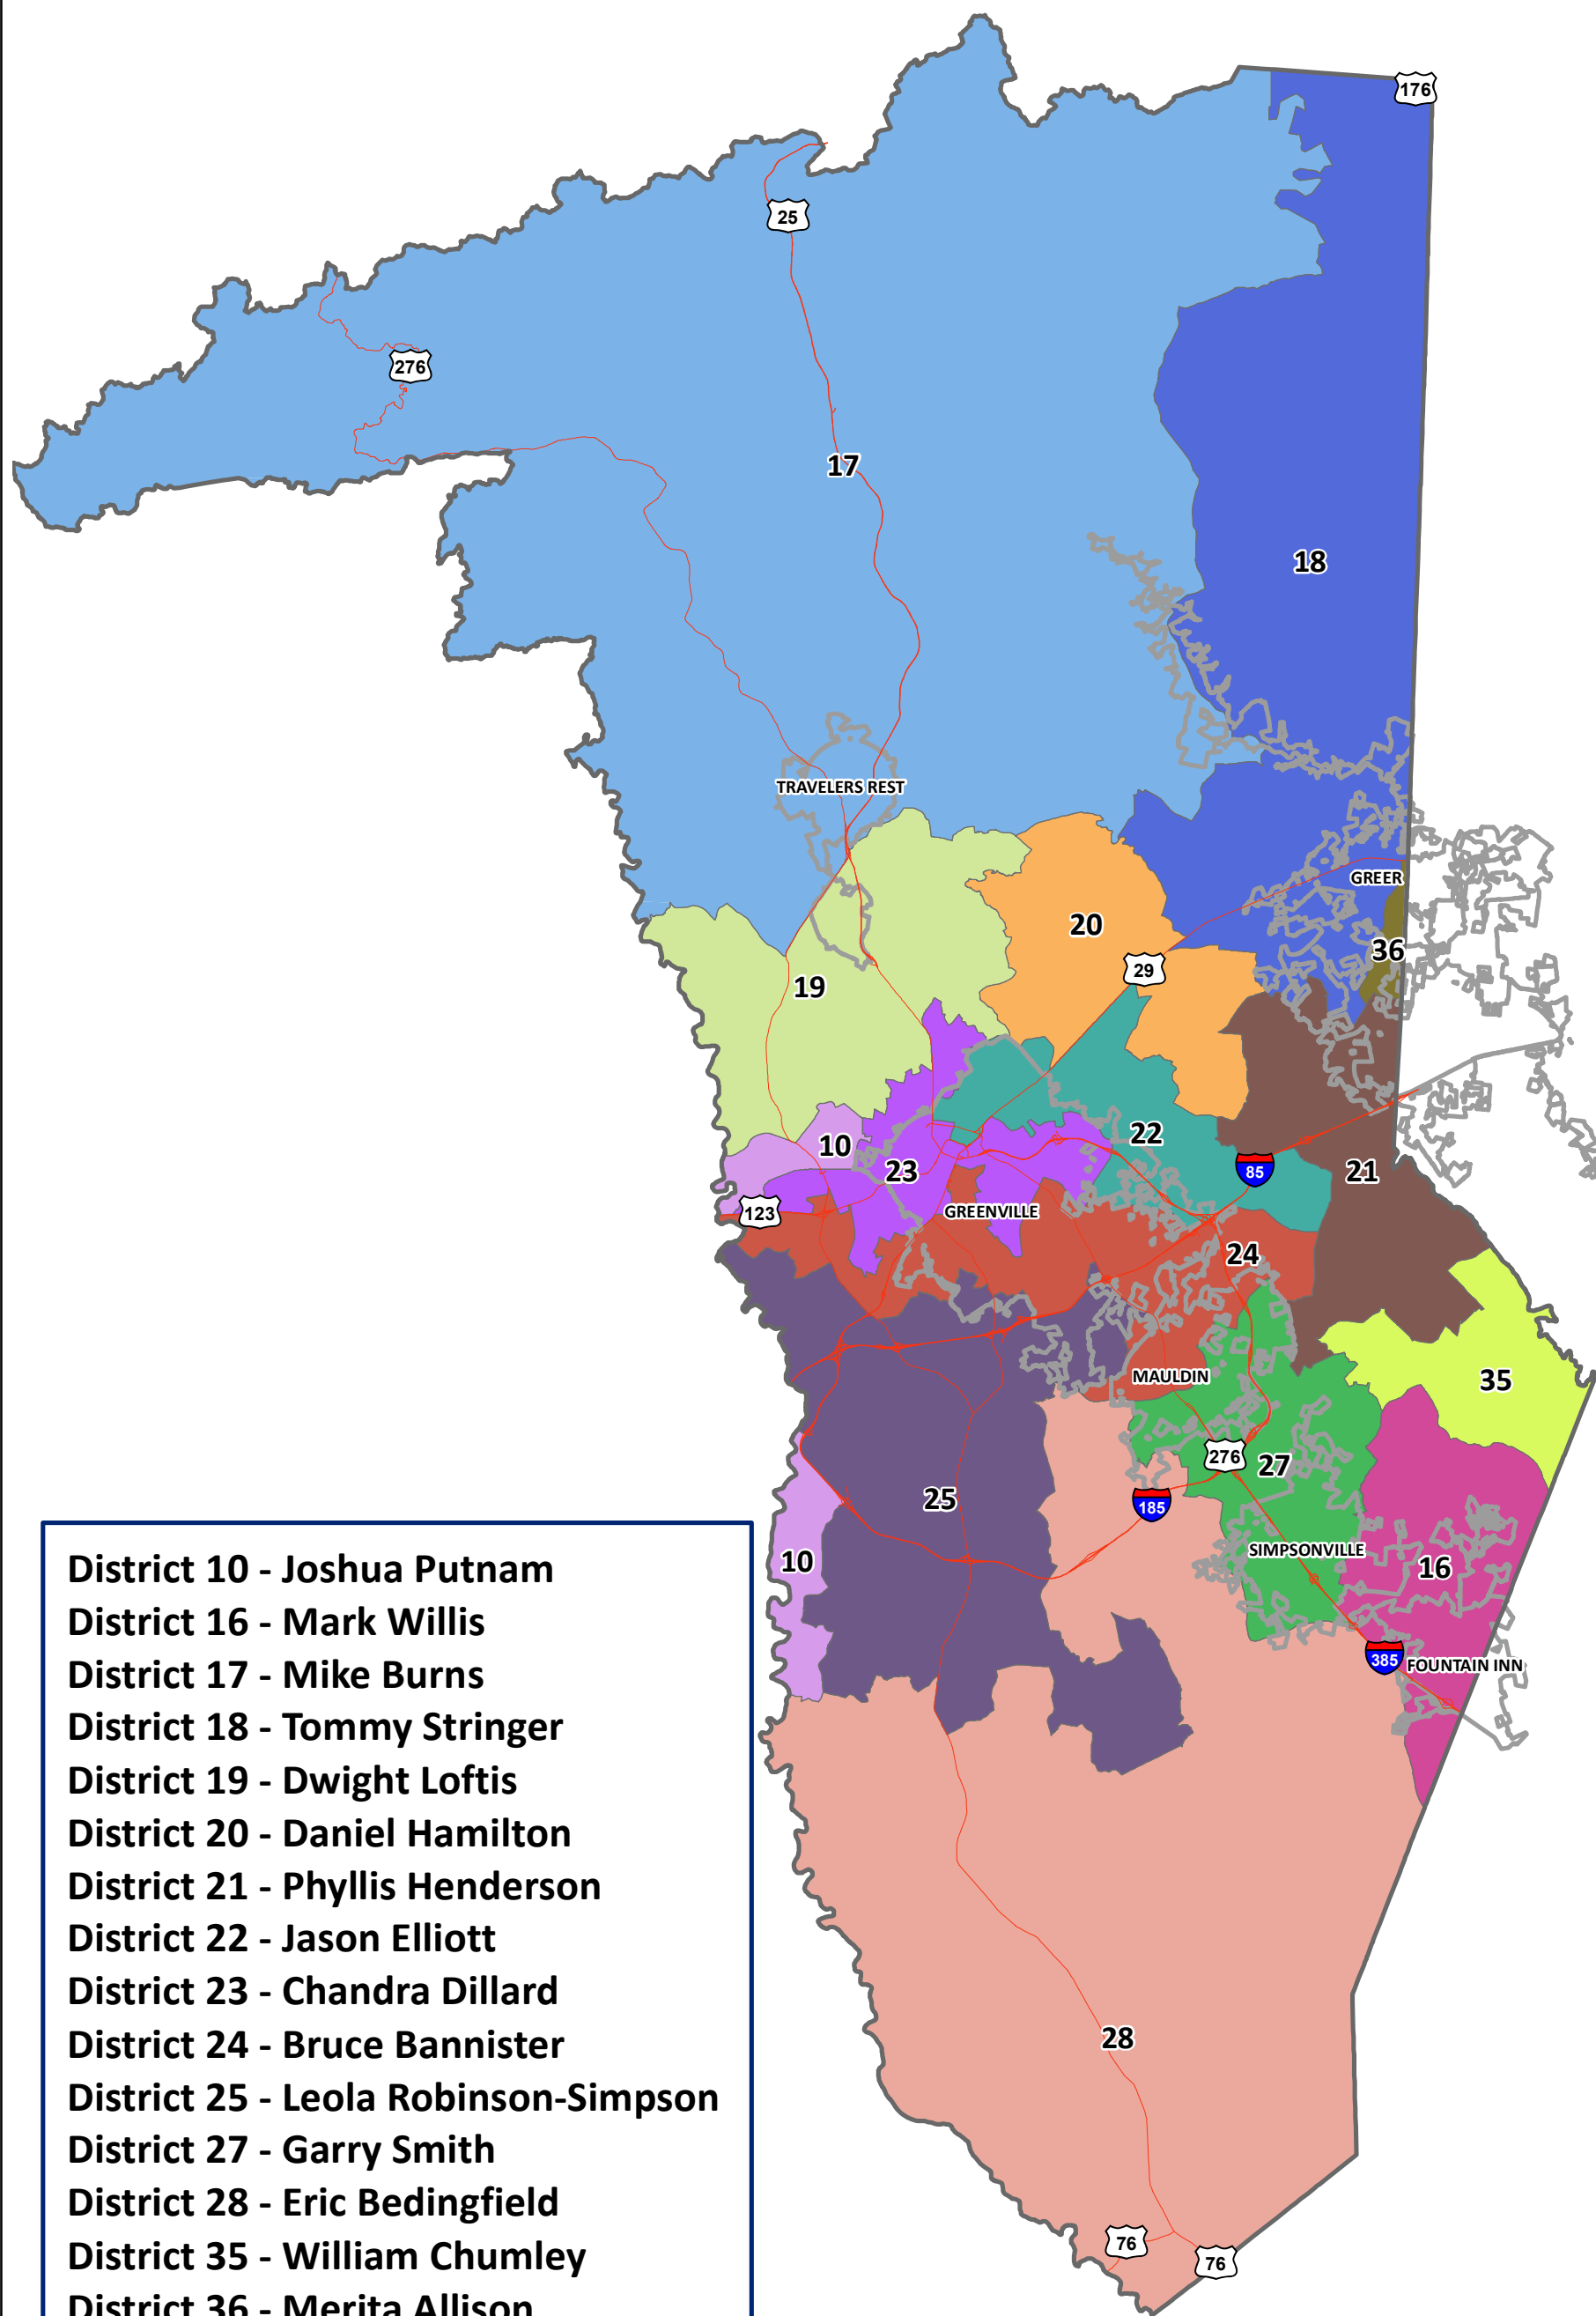 176
25
276
17
18
TRAVELERS REST
GREER
20
36
29
19
10
22
23
85
21
123
GREENVILLE
24
MAULDIN
35
276
27
25
185
SIMPSONVILLE
10
16
385
FOUNTAIN INN
28
76
76
District 10 - Joshua Putnam
District 16 - Mark Willis
District 17 - Mike Burns
District 18 - Tommy Stringer
District 19 - Dwight Loftis
District 20 - Daniel Hamilton
District 21 - Phyllis Henderson
District 22 - Jason Elliott
District 23 - Chandra Dillard
District 24 - Bruce Bannister
District 25 - Leola Robinson-Simpson
District 27 - Garry Smith
District 28 - Eric Bedingfield
District 35 - William Chumley
District 36 - Merita Allison